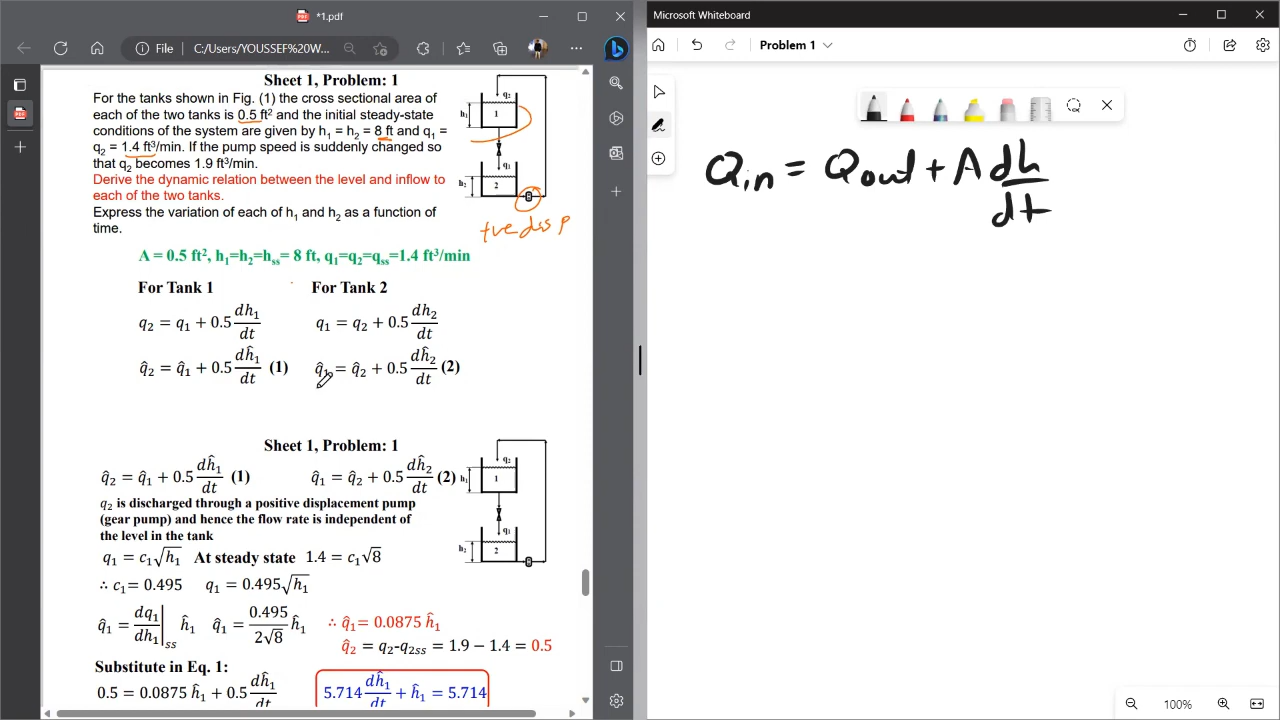 *1.pdf
File
C:/Users/YOUSSEF%20W...
Sheet 1, Problem: 1
For the tanks shown in Fig. (1) the cross sectional area of
each of the two tanks is 0.5 ft² and the initial steady-state
conditions of the system are given by h₁ = h₂ = 8 ft and q₁ =
q₂ = 1.4 ft³/min. If the pump speed is suddenly changed so
that q₂ becomes 1.9 ft³/min.
Derive the dynamic relation between the level and inflow to
each of the two tanks.
Express the variation of each of h₁ and h₂ as a function of
time.
q₂
h₁
1
q₁
h₂
2
+ve disp
A = 0.5 ft², h₁=h₂=hₛₛ= 8 ft, q₁=q₂=qₛₛ=1.4 ft³/min
For Tank 1
For Tank 2
q₂ = q₁ + 0.5 dh₁/dt
q₁ = q₂ + 0.5 dh₂/dt
q̂₂ = q̂₁ + 0.5 dĥ₁/dt (1)
q̂₁ = q̂₂ + 0.5 dĥ₂/dt (2)
Sheet 1, Problem: 1
q̂₂ = q̂₁ + 0.5 dĥ₁/dt (1)
q̂₁ = q̂₂ + 0.5 dĥ₂/dt (2)
q₂ is discharged through a positive displacement pump
(gear pump) and hence the flow rate is independent of
the level in the tank
q₂
h₁
1
q₁
h₂
2
q₁ = c₁√h₁ At steady state 1.4 = c₁√8
∴ c₁= 0.495 q₁ = 0.495√h₁
q̂₁ = dq₁/dh₁|ₛₛ ĥ₁ q̂₁ = 0.495/2√8 ĥ₁
∴ q̂₁= 0.0875 ĥ₁
q̂₂ = q₂-q₂ₛₛ = 1.9 − 1.4 = 0.5
Substitute in Eq. 1:
0.5 = 0.0875 ĥ₁ + 0.5 dĥ₁/dt
5.714 dĥ₁/dt + ĥ₁ = 5.714
Microsoft Whiteboard
Problem 1
Qin = Qout + A dh/dt
100%